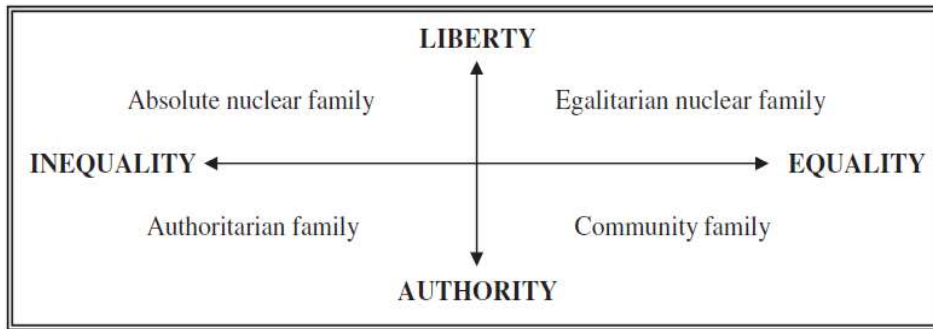 LIBERTY
Absolute nuclear family
Egalitarian nuclear family
INEQUALITY
EQUALITY
Authoritarian family
Community family
AUTHORITY